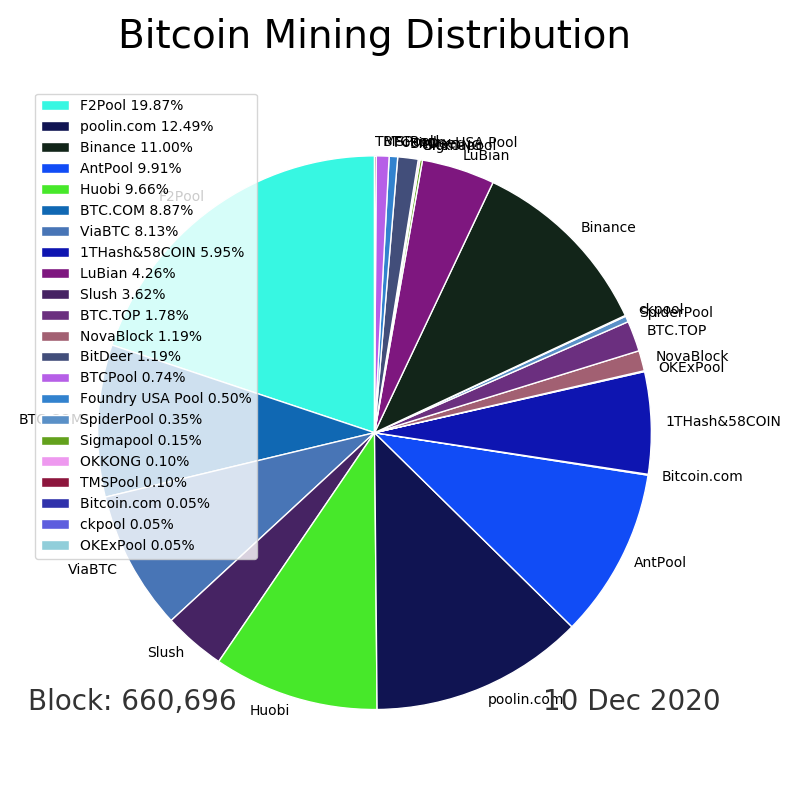 Bitcoin Mining Distribution
F2Pool 19.87%
poolin.com 12.49%
Binance 11.00%
AntPool 9.91%
Huobi 9.66%
BTC.COM 8.87%
ViaBTC 8.13%
1THash&58COIN 5.95%
LuBian 4.26%
Slush 3.62%
BTC.TOP 1.78%
NovaBlock 1.19%
BitDeer 1.19%
BTCPool 0.74%
Foundry USA Pool 0.50%
SpiderPool 0.35%
Sigmapool 0.15%
OKKONG 0.10%
TMSPool 0.10%
Bitcoin.com 0.05%
ckpool 0.05%
OKExPool 0.05%
F2Pool
LuBian
Binance
ckpool
SpiderPool
BTC.TOP
NovaBlock
OKExPool
1THash&58COIN
Bitcoin.com
AntPool
poolin.com
Huobi
Slush
ViaBTC
BTC.COM
Block: 660,696
10 Dec 2020